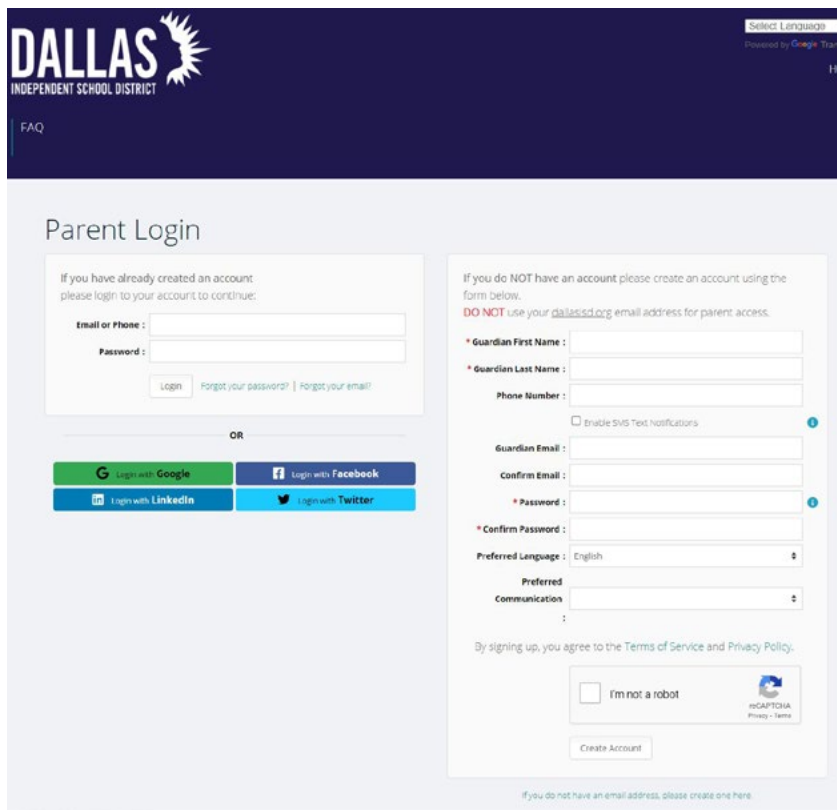 DALLAS
INDEPENDENT SCHOOL DISTRICT
Select Language
Powered by Google Tran
H
FAQ
Parent Login
If you have already created an account
please login to your account to continue:
Email or Phone :
Password :
Login Forgot your password? | Forgot your email?
OR
G Login with Google
f Login with Facebook
in Login with LinkedIn
Login with Twitter
If you do NOT have an account please create an account using the
form below.
DO NOT use your dallasisd.org email address for parent access.
* Guardian First Name :
* Guardian Last Name :
Phone Number :
Enable SMS Text Notifications
Guardian Email :
Confirm Email :
* Password :
* Confirm Password :
Preferred Language : English
Preferred
Communication
:
By signing up, you agree to the Terms of Service and Privacy Policy.
I'm not a robot
reCAPTCHA
Privacy - Terms
Create Account
If you do not have an email address, please create one here.